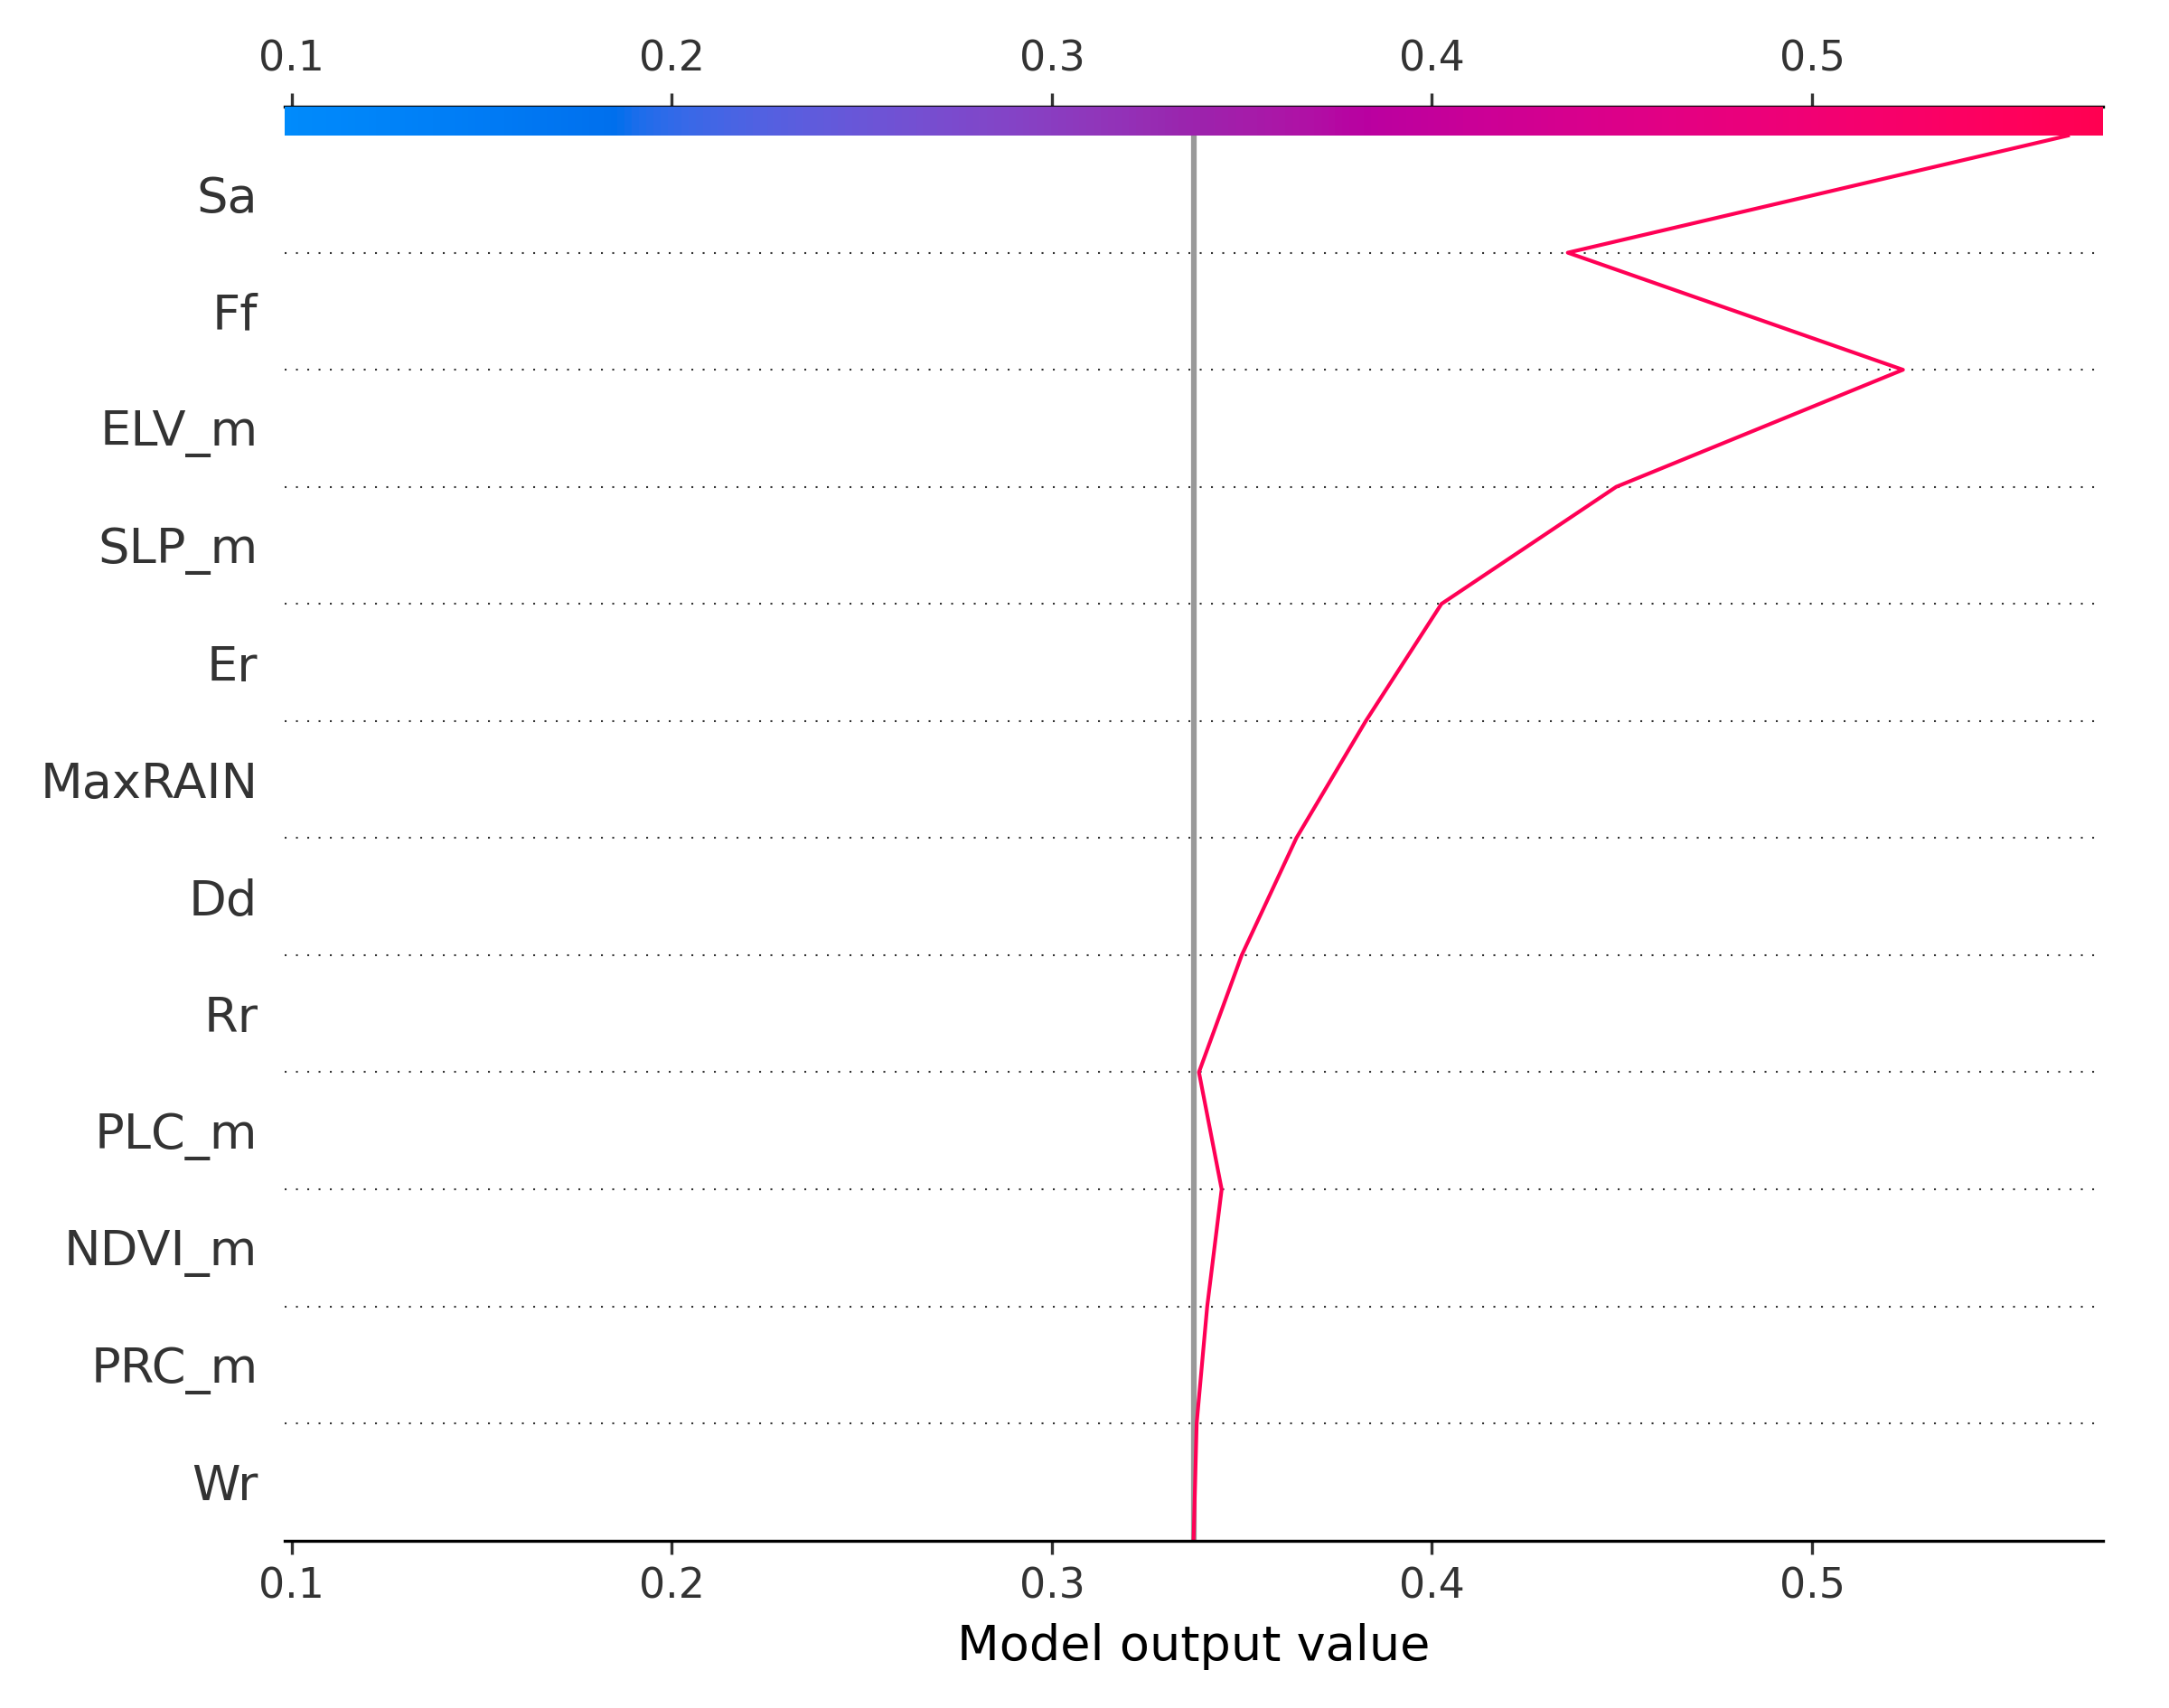 0.1 0.2 0.3 0.4 0.5
Sa
Ff
ELV_m
SLP_m
Er
MaxRAIN
Dd
Rr
PLC_m
NDVI_m
PRC_m
Wr
0.1 0.2 0.3 0.4 0.5
Model output value